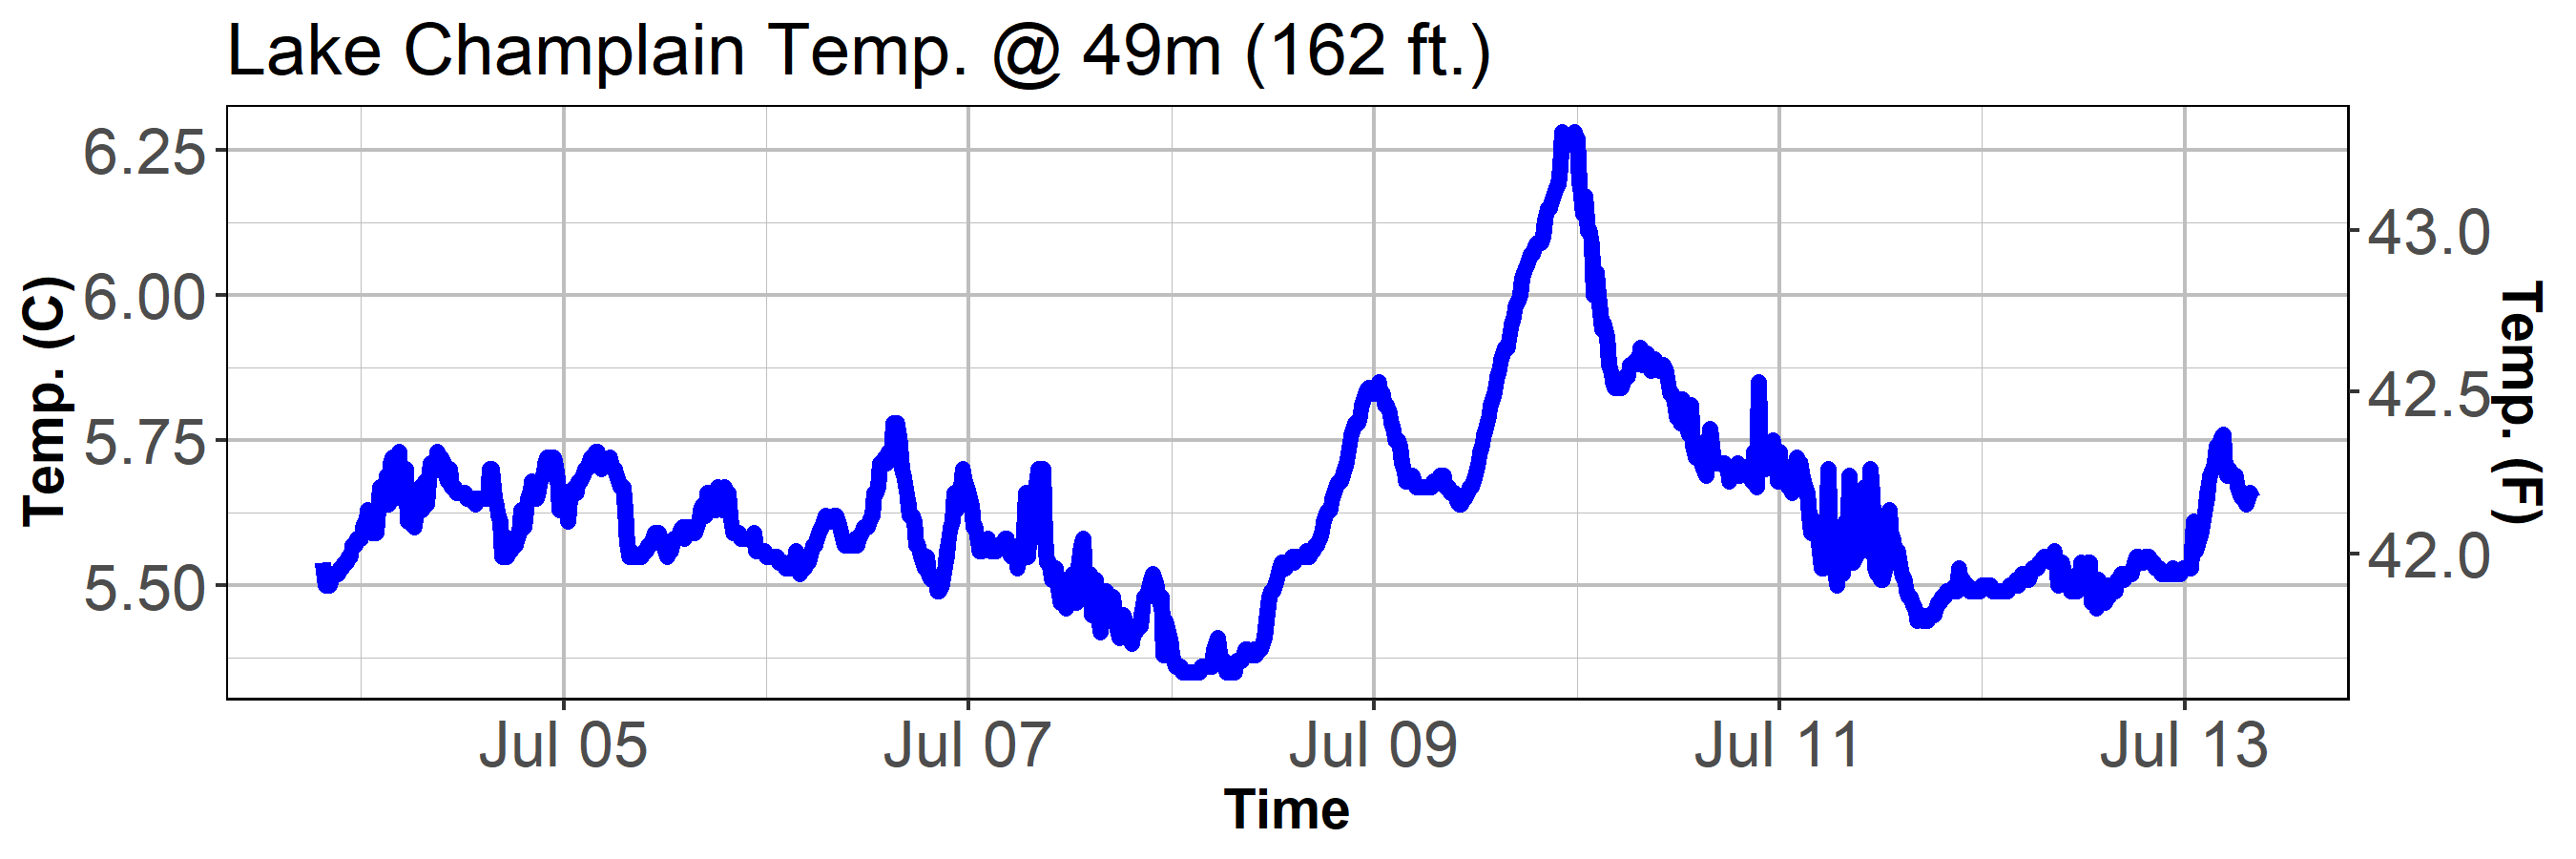 Lake Champlain Temp. @ 49m (162 ft.)
6.25
6.00
5.75
5.50
Temp. (C)
43.0
42.5
42.0
Temp. (F)
Jul 05 Jul 07 Jul 09 Jul 11 Jul 13
Time